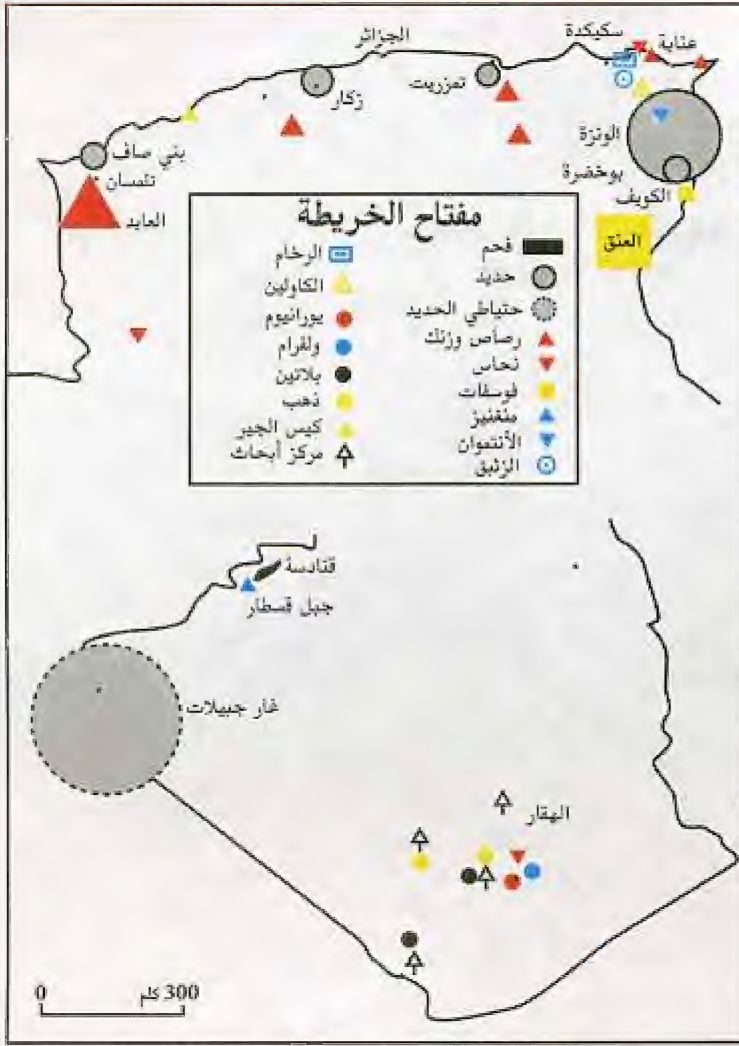 الجزائر
سكيكدة
عنابة
تمزريت
زكار
الونزة
بني صاف
بوخضرة
تلمسان
الكويف
العابد
العنق
مفتاح الخريطة
فحم
حديد
حتياطي الحديد
رصاص وزنك
نحاس
فوسفات
منغنيز
الأنتموان
الزئبق
الرخام
الكاولين
يورانيوم
ولفرام
بلاتين
ذهب
كبس الجير
مركز أبحاث
قنادسة
جبل قسطار
غار جبيلات
الهقار
0 300 كلم